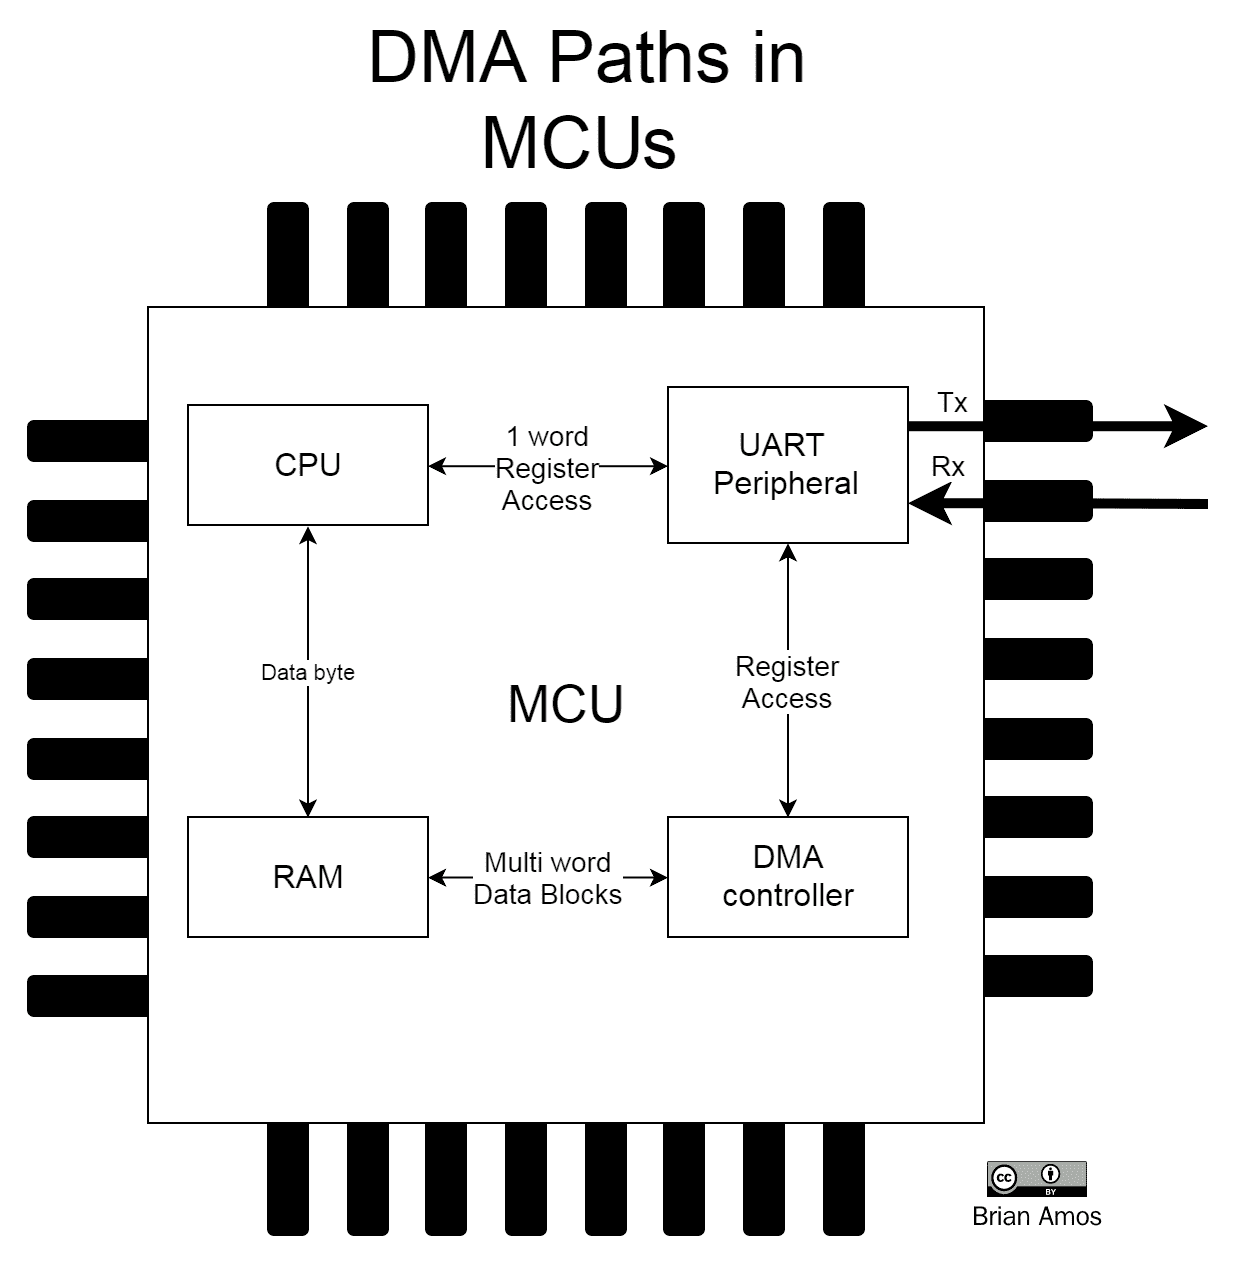 DMA Paths in
MCUs
CPU
1 word
Register
Access
UART
Peripheral
Tx
Rx
Data byte
MCU
Register
Access
RAM
Multi word
Data Blocks
DMA
controller
cc
BY
Brian Amos